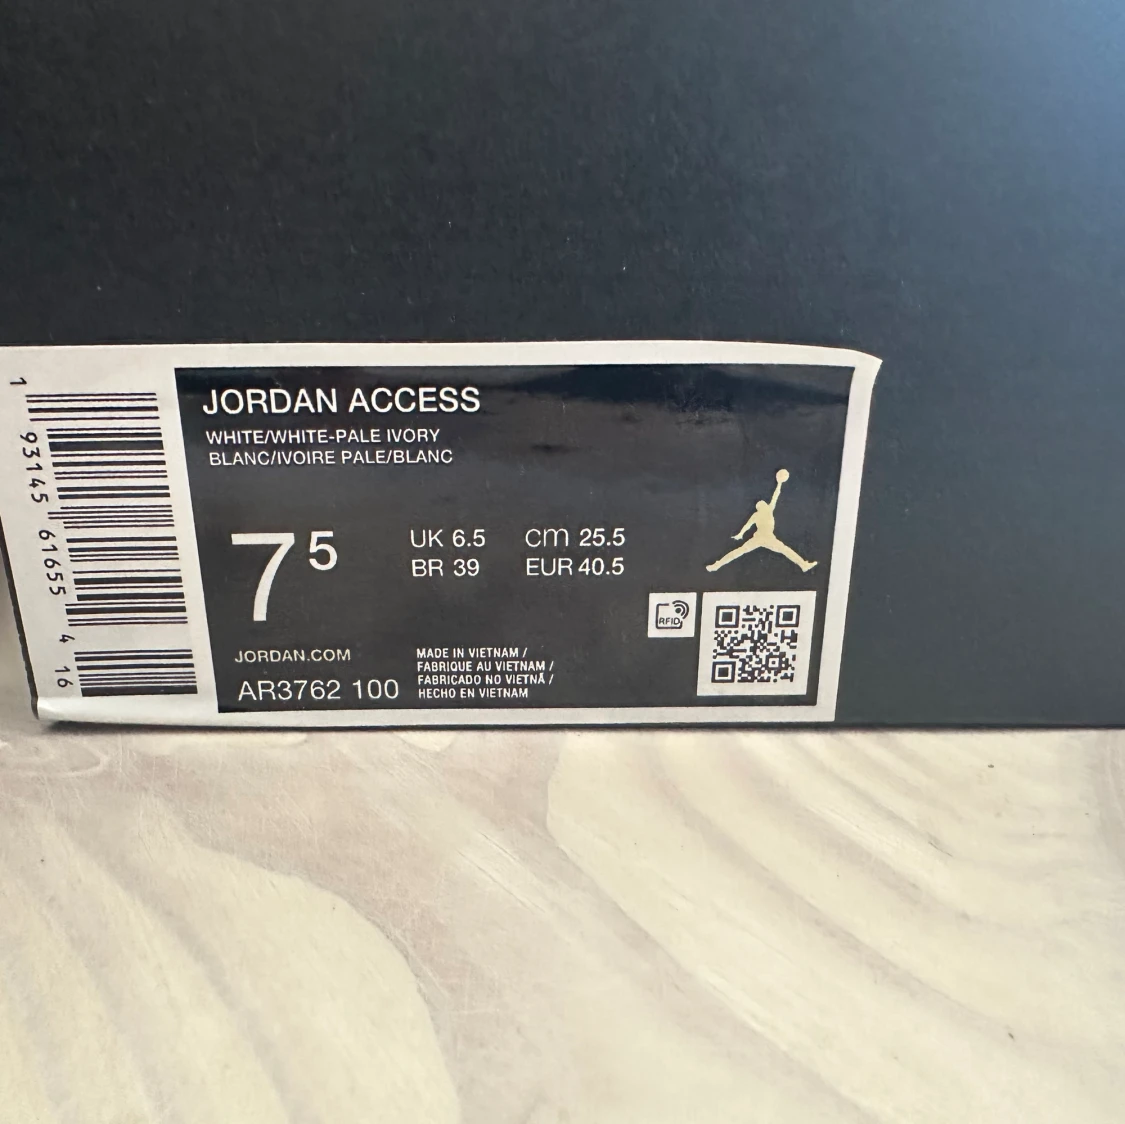 1 93145 61655 4 16
JORDAN ACCESS
WHITE/WHITE-PALE IVORY
BLANC/IVOIRE PALE/BLANC
7 5
UK 6.5 CM 25.5
BR 39 EUR 40.5
RFID
JORDAN.COM
AR3762 100
MADE IN VIETNAM /
FABRIQUE AU VIETNAM /
FABRICADO NO VIETNÃ /
HECHO EN VIETNAM